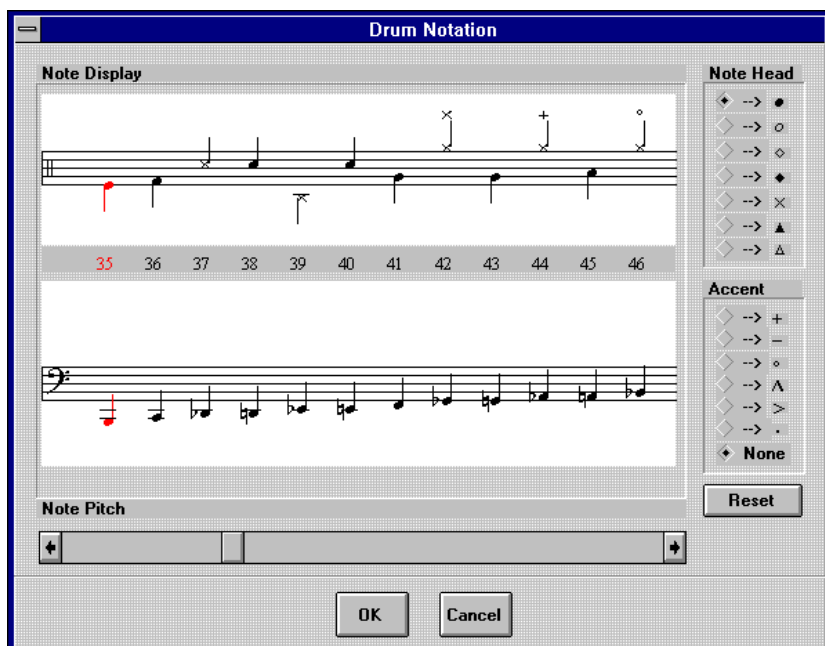 Drum Notation
Note Display
Note Head
-->
-->
-->
-->
-->
-->
-->
35 36 37 38 39 40 41 42 43 44 45 46
Accent
--> +
--> –
-->
--> Λ
--> >
--> .
None
Reset
Note Pitch
OK Cancel